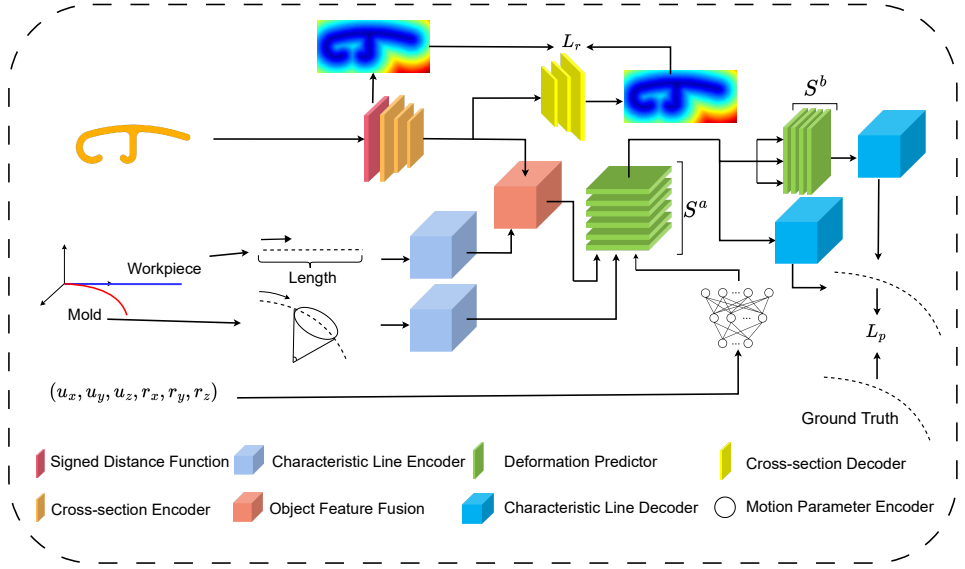 L_r
S^b
S^a
Workpiece
Length
Mold
L_p
(u_x, u_y, u_z, r_x, r_y, r_z)
Ground Truth
Signed Distance Function
Characteristic Line Encoder
Deformation Predictor
Cross-section Decoder
Cross-section Encoder
Object Feature Fusion
Characteristic Line Decoder
Motion Parameter Encoder